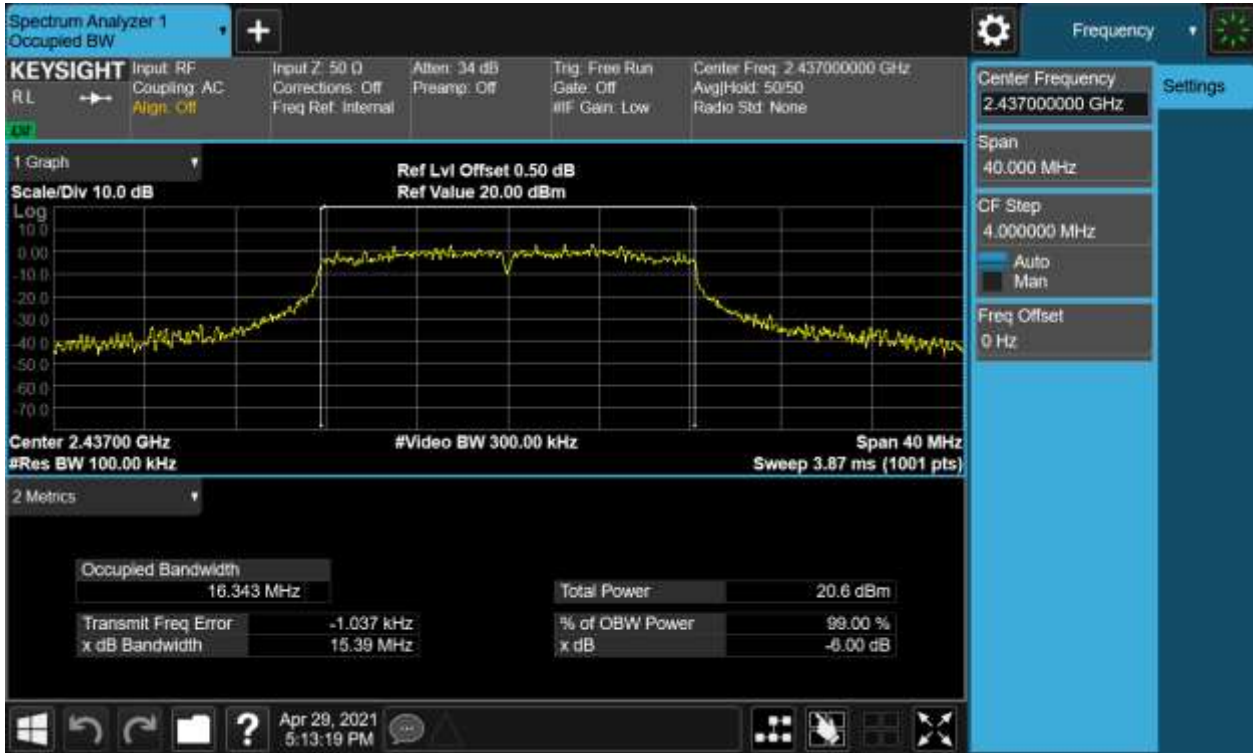 Spectrum Analyzer 1
Occupied BW
+
Frequency
KEYSIGHT
RL
Input: RF
Coupling: AC
Align: Off
Input Z: 50 Ω
Corrections: Off
Freq Ref: Internal
Atten: 34 dB
Preamp: Off
Trig: Free Run
Gate: Off
#IF Gain: Low
Center Freq: 2.437000000 GHz
Avg|Hold: 50/50
Radio Std: None
Center Frequency
2.437000000 GHz
Settings
Span
40.000 MHz
CF Step
4.000000 MHz
Auto
Man
Freq Offset
0 Hz
1 Graph
Scale/Div 10.0 dB
Ref Lvl Offset 0.50 dB
Ref Value 20.00 dBm
Log
10.0
0.00
-10.0
-20.0
-30.0
-40.0
-50.0
-60.0
-70.0
Center 2.43700 GHz
#Video BW 300.00 kHz
Span 40 MHz
#Res BW 100.00 kHz
Sweep 3.87 ms (1001 pts)
2 Metrics
Occupied Bandwidth
16.343 MHz
Total Power 20.6 dBm
Transmit Freq Error -1.037 kHz
% of OBW Power 99.00 %
x dB Bandwidth 15.39 MHz
x dB -6.00 dB
?
Apr 29, 2021
5:13:19 PM